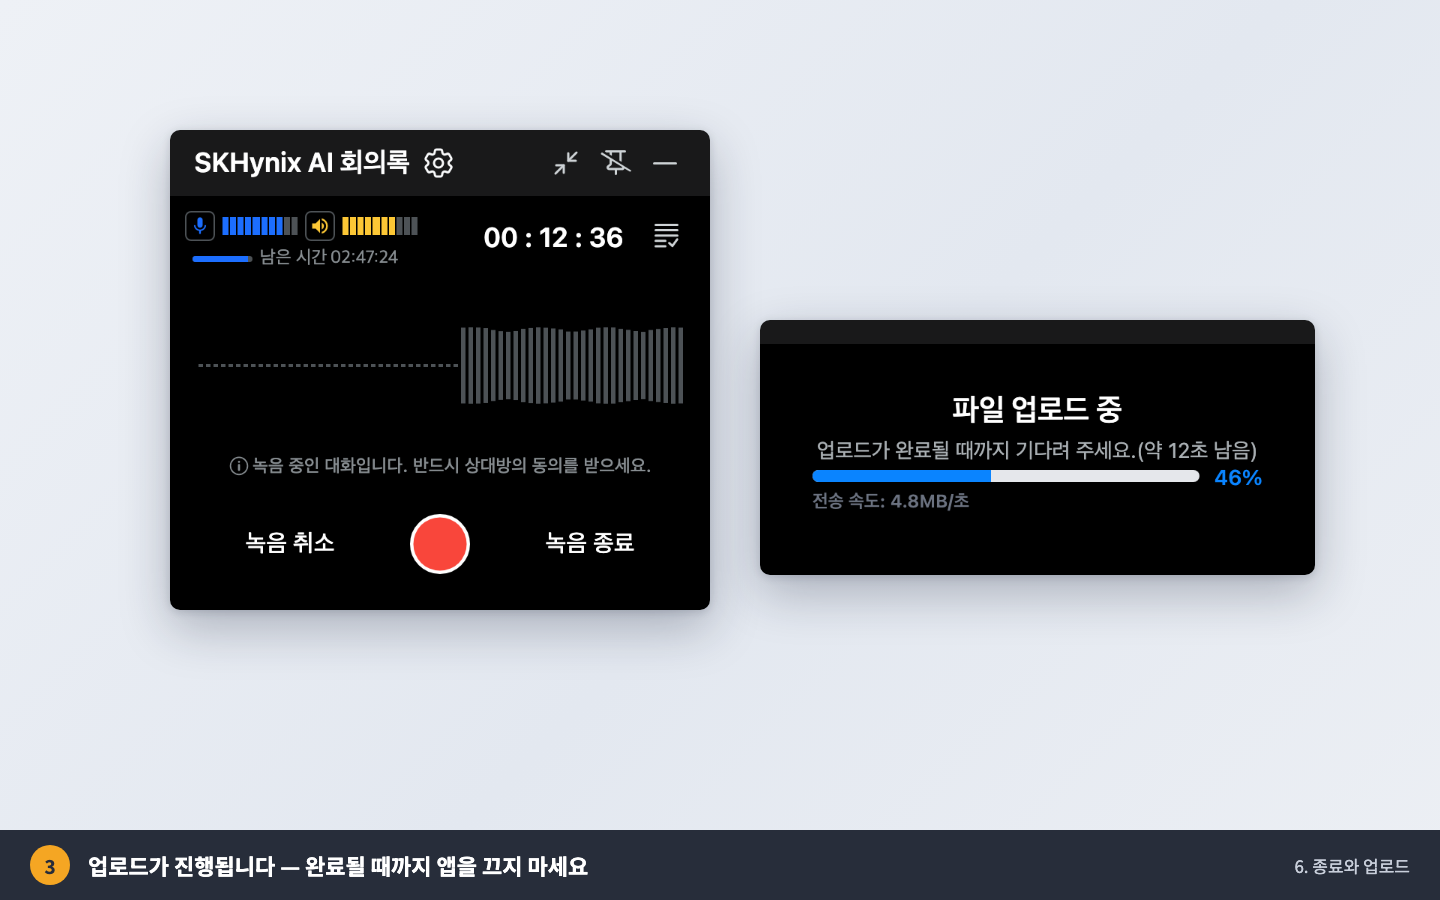 SKHynix AI 회의록
00 : 12 : 36
남은 시간 02:47:24
녹음 중인 대화입니다. 반드시 상대방의 동의를 받으세요.
녹음 취소
녹음 종료
파일 업로드 중
업로드가 완료될 때까지 기다려 주세요.(약 12초 남음)
46%
전송 속도: 4.8MB/초
3 업로드가 진행됩니다 — 완료될 때까지 앱을 끄지 마세요
6. 종료와 업로드